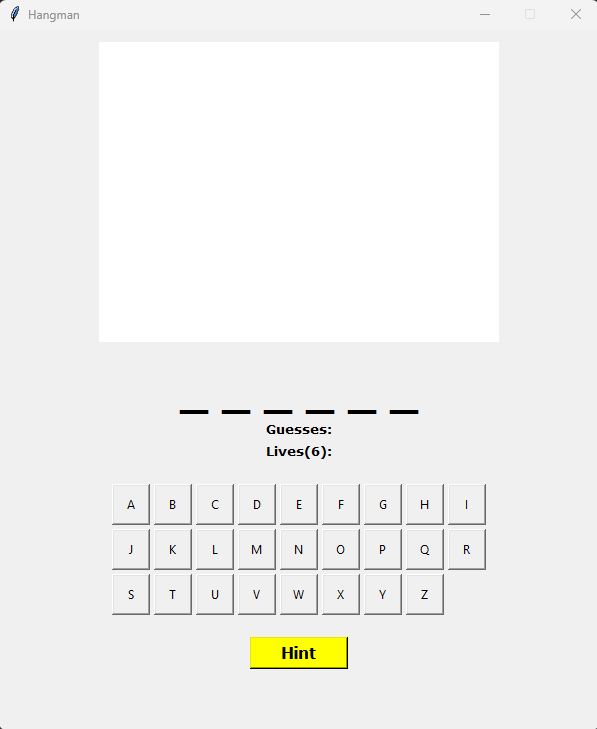 Hangman
_ _ _ _ _ _
Guesses:
Lives(6):
A B C D E F G H I
J K L M N O P Q R
S T U V W X Y Z
Hint